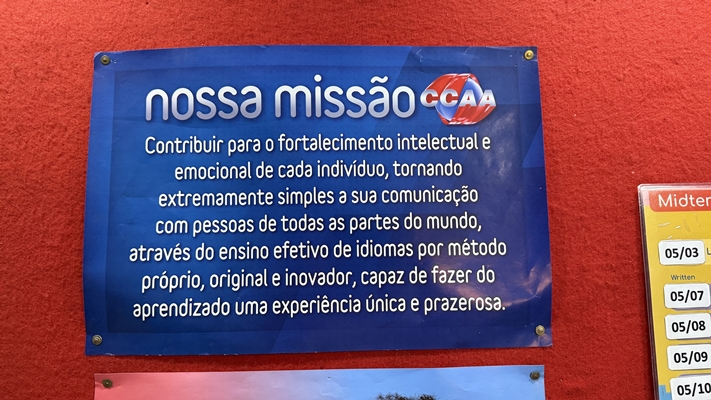 nossa missão CCAA
Contribuir para o fortalecimento intelectual e
emocional de cada indivíduo, tornando
extremamente simples a sua comunicação
com pessoas de todas as partes do mundo,
através do ensino efetivo de idiomas por método
próprio, original e inovador, capaz de fazer do
aprendizado uma experiência única e prazerosa.
05/03
Written
05/07
05/08
05/09
05/10